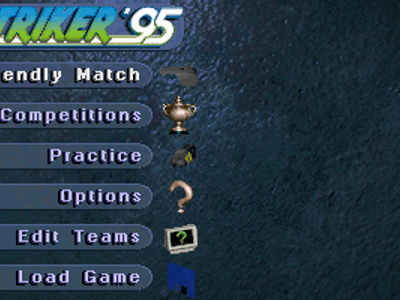 TRIKER '95
endly Match
Competitions
Practice
Options
Edit Teams
Load Game
?